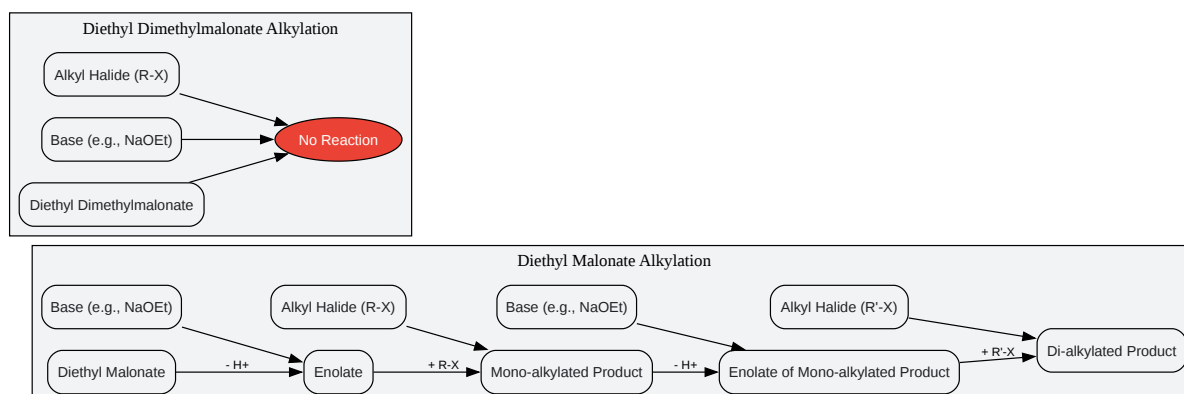 Diethyl Dimethylmalonate Alkylation
Alkyl Halide (R-X)
Base (e.g., NaOEt)
No Reaction
Diethyl Dimethylmalonate
Diethyl Malonate Alkylation
Base (e.g., NaOEt)
Alkyl Halide (R-X)
Base (e.g., NaOEt)
Alkyl Halide (R'-X)
Diethyl Malonate
- H+
Enolate
+ R-X
Mono-alkylated Product
- H+
Enolate of Mono-alkylated Product
+ R'-X
Di-alkylated Product